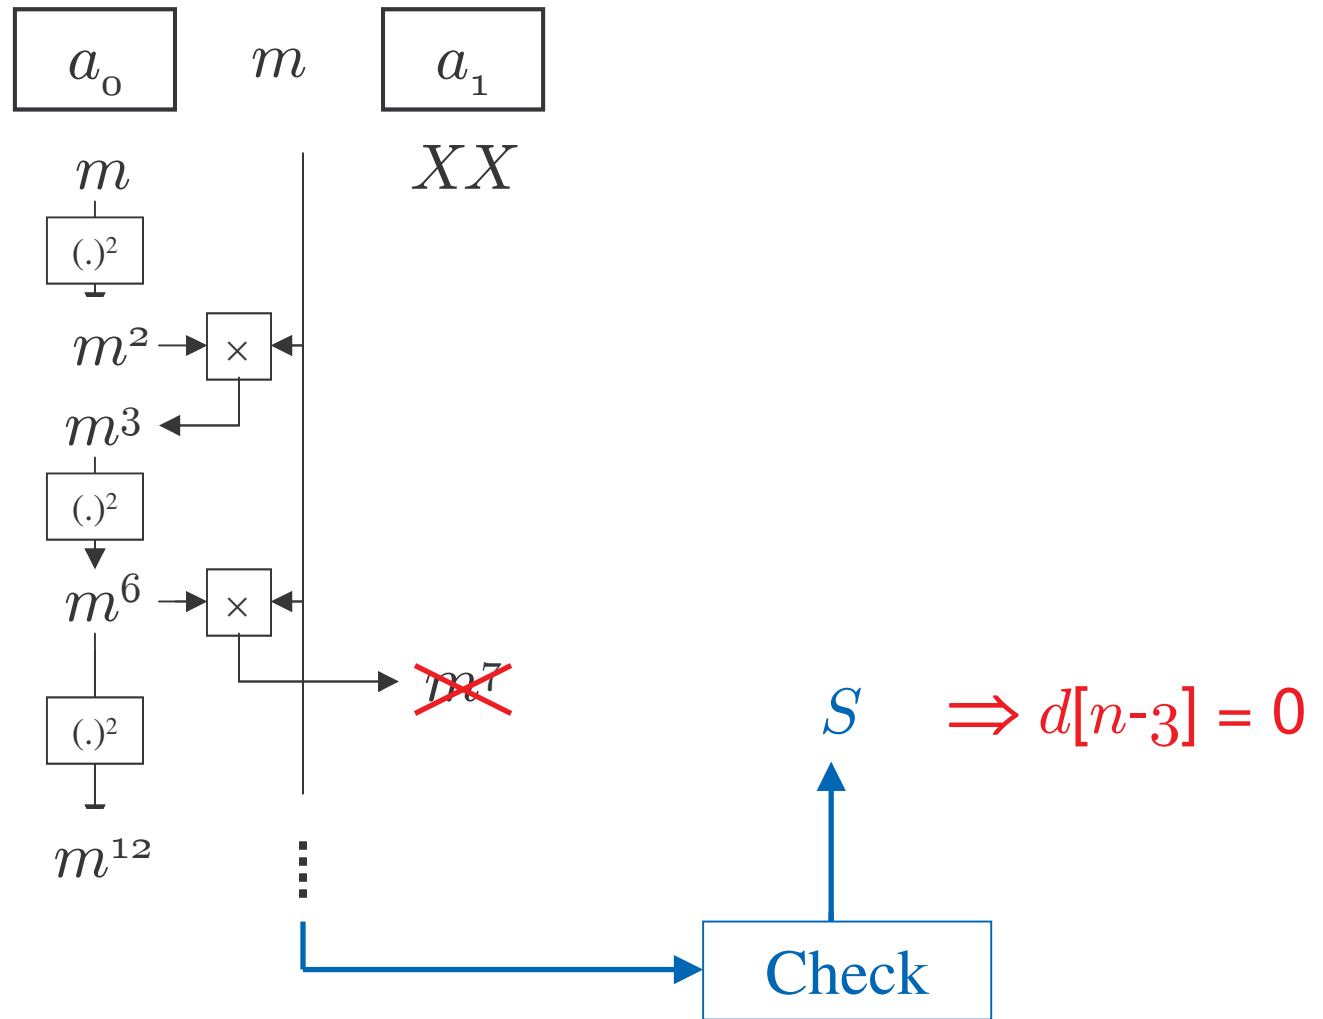 a₀ m a₁
m XX
(.)²
m² ×
m³
(.)²
m⁶ ×
m⁷
S ⇒ d[n-3] = 0
(.)²
m¹²
Check